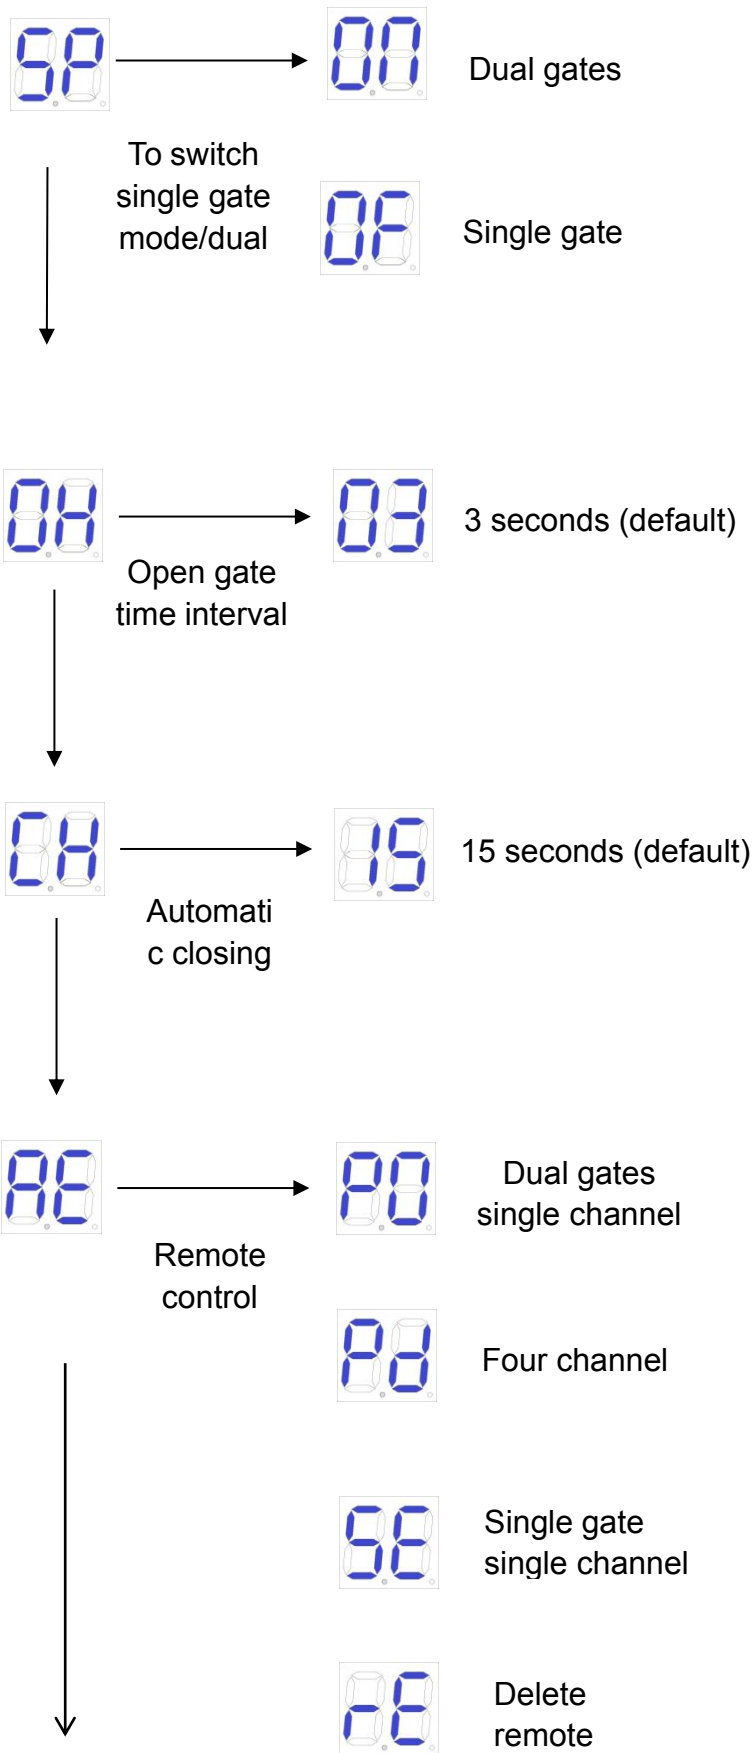 SP
ON
Dual gates
To switch
single gate
mode/dual
OF
Single gate
OH
03
3 seconds (default)
Open gate
time interval
CH
15
15 seconds (default)
Automati
c closing
AE
PO
Dual gates
single channel
Remote
control
Pd
Four channel
SE
Single gate
single channel
rE
Delete
remote